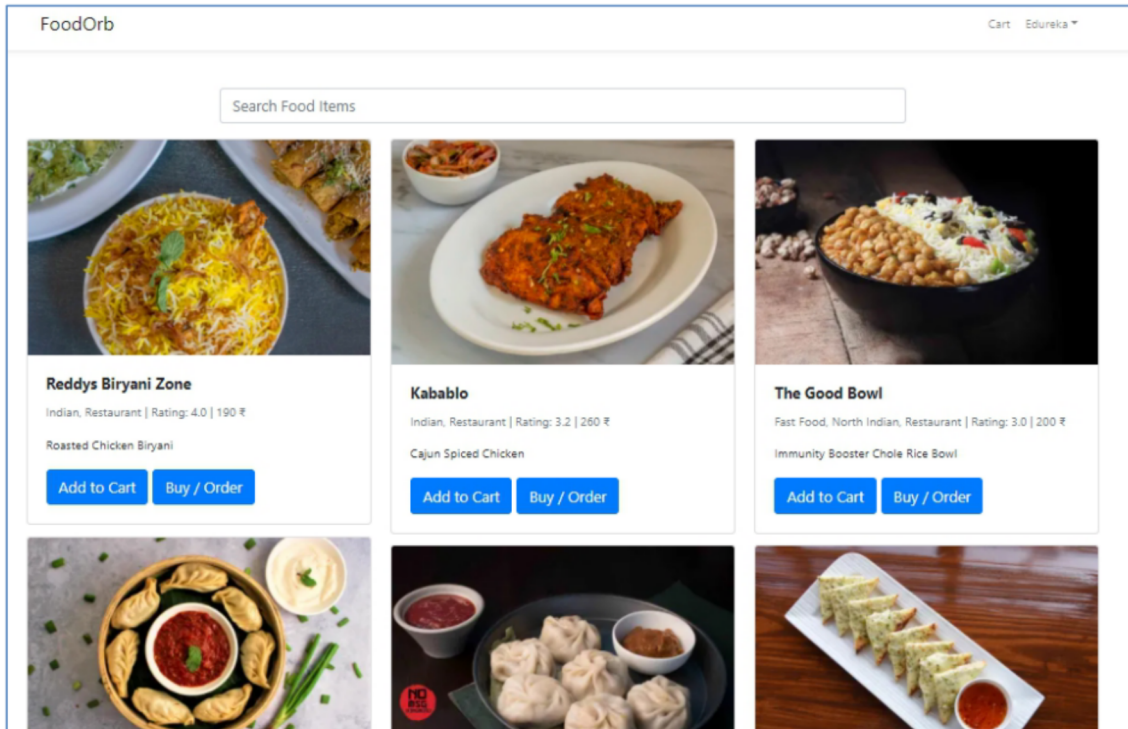 FoodOrb
Cart Edureka
Search Food Items
Reddys Biryani Zone
Indian, Restaurant | Rating: 4.0 | 190 ₹
Roasted Chicken Biryani
Add to Cart Buy / Order
Kabablo
Indian, Restaurant | Rating: 3.2 | 260 ₹
Cajun Spiced Chicken
Add to Cart Buy / Order
The Good Bowl
Fast Food, North Indian, Restaurant | Rating: 3.0 | 200 ₹
Immunity Booster Chole Rice Bowl
Add to Cart Buy / Order
NO
MSG